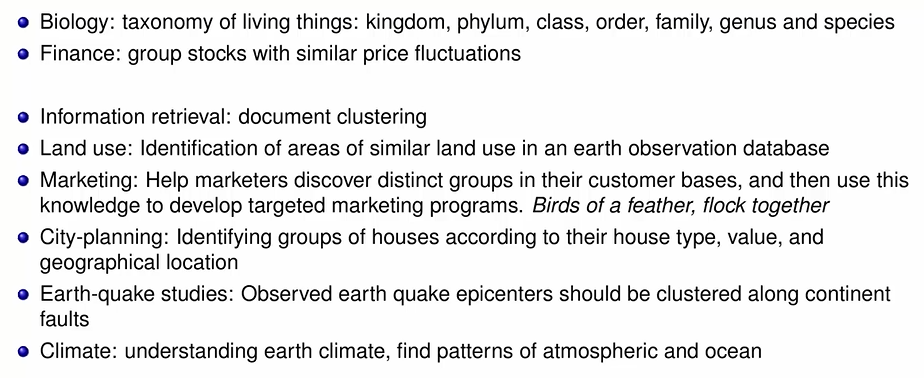 Biology: taxonomy of living things: kingdom, phylum, class, order, family, genus and species
Finance: group stocks with similar price fluctuations
Information retrieval: document clustering
Land use: Identification of areas of similar land use in an earth observation database
Marketing: Help marketers discover distinct groups in their customer bases, and then use this
knowledge to develop targeted marketing programs. Birds of a feather, flock together
City-planning: Identifying groups of houses according to their house type, value, and
geographical location
Earth-quake studies: Observed earth quake epicenters should be clustered along continent
faults
Climate: understanding earth climate, find patterns of atmospheric and ocean